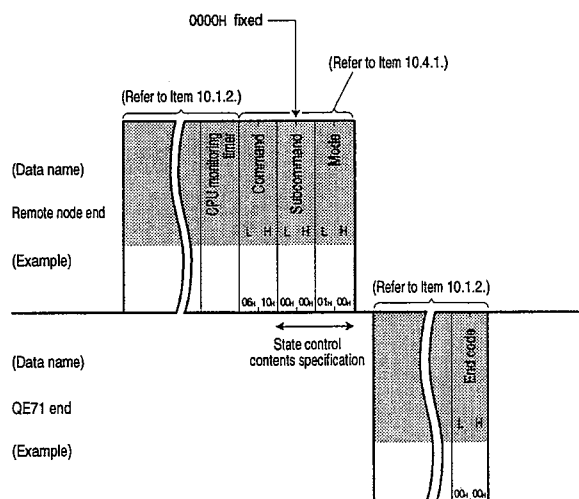 0000H fixed
(Refer to Item 10.4.1.)
(Refer to Item 10.1.2.)
(Data name)
Remote node end
(Example)
CPU monitoring
timer
Command
Subcommand
Mode
L H L H L H
06H 10H 00H 00H 01H 00H
State control
contents specification
(Refer to Item 10.1.2.)
(Data name)
QE71 end
(Example)
End code
L H
00H 00H